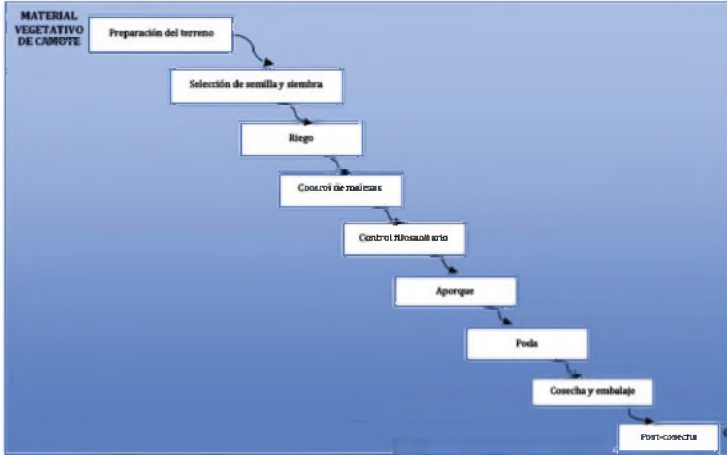 MATERIAL
VEGETATIVO
DE CAMOTE
Preparación del terreno
Selección de semilla y siembra
Riego
Control de malezas
Control fitosanitario
Aporque
Poda
Cosecha y embalaje
Post-cosecha